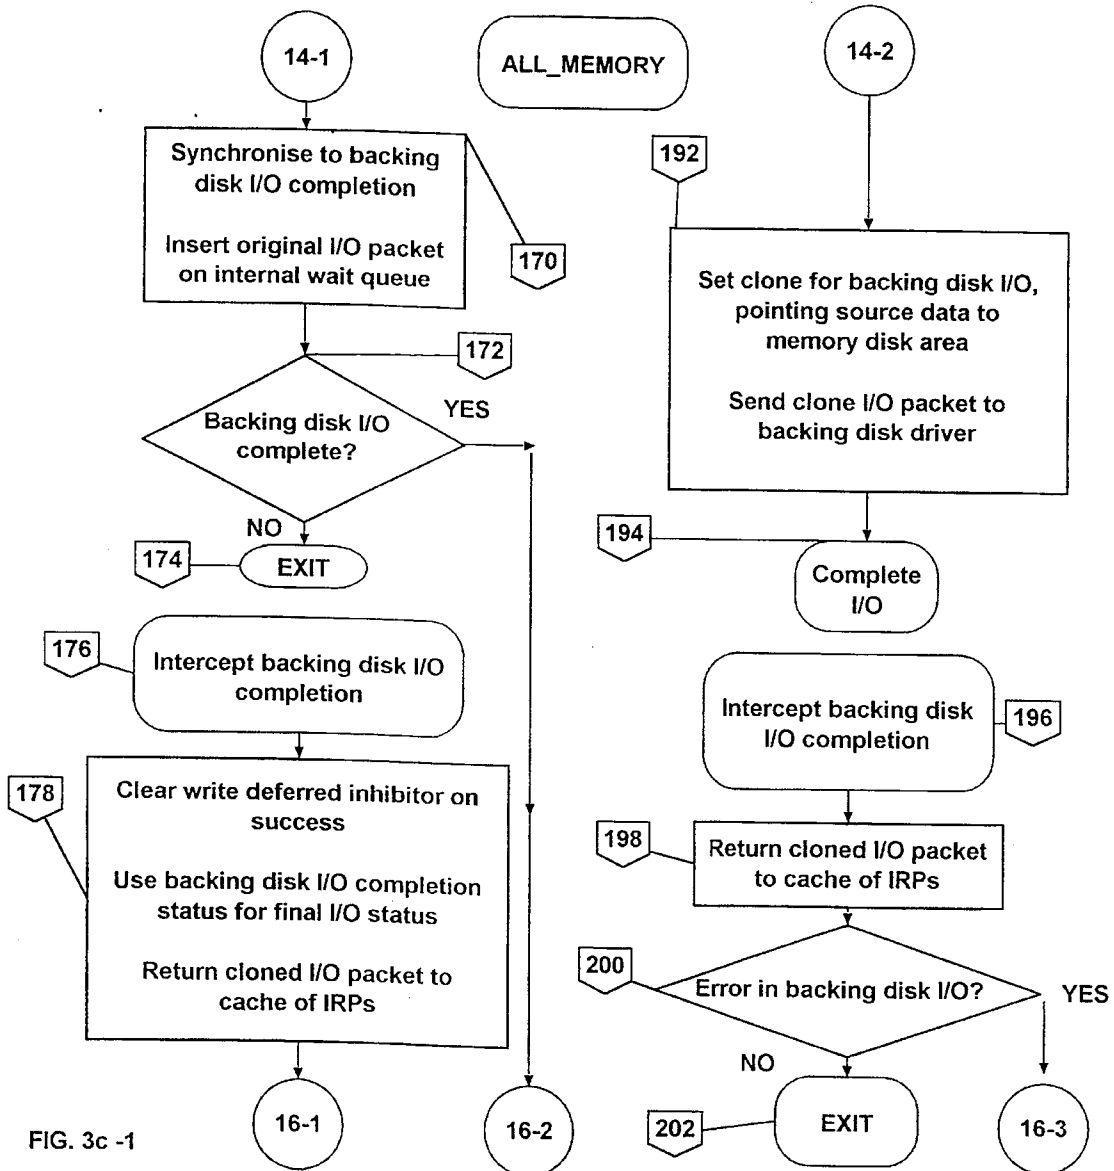 14-1
ALL_MEMORY
14-2
Synchronise to backing
disk I/O completion
Insert original I/O packet
on internal wait queue
170
172
Backing disk I/O
complete?
YES
NO
174
EXIT
176
Intercept backing disk I/O
completion
178
Clear write deferred inhibitor on
success
Use backing disk I/O completion
status for final I/O status
Return cloned I/O packet to
cache of IRPs
16-1
16-2
192
Set clone for backing disk I/O,
pointing source data to
memory disk area
Send clone I/O packet to
backing disk driver
194
Complete
I/O
Intercept backing disk
I/O completion
196
198
Return cloned I/O packet
to cache of IRPs
200
Error in backing disk I/O?
YES
NO
202
EXIT
16-3
FIG. 3c -1